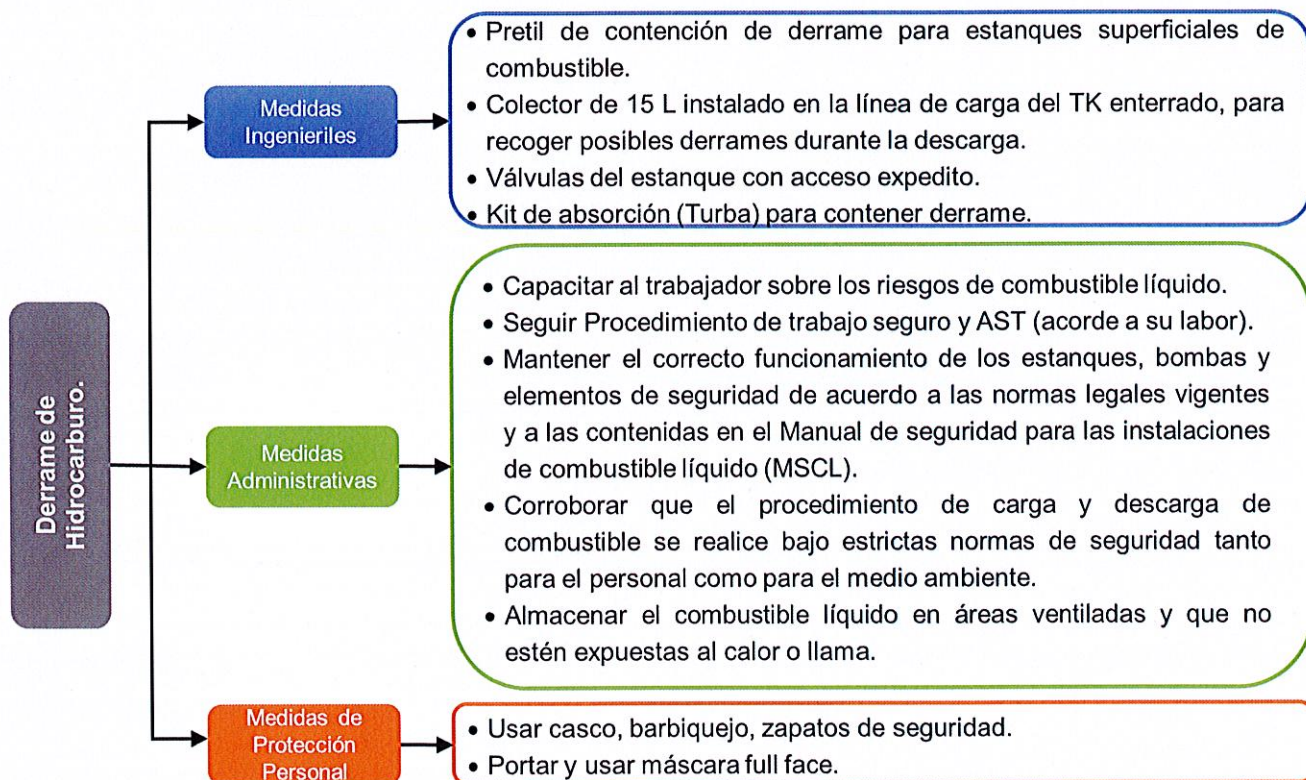 Derrame de
Hidrocarburo.
Medidas
Ingenieriles
• Pretil de contención de derrame para estanques superficiales de
combustible.
• Colector de 15 L instalado en la línea de carga del TK enterrado, para
recoger posibles derrames durante la descarga.
• Válvulas del estanque con acceso expedito.
• Kit de absorción (Turba) para contener derrame.
Medidas
Administrativas
• Capacitar al trabajador sobre los riesgos de combustible líquido.
• Seguir Procedimiento de trabajo seguro y AST (acorde a su labor).
• Mantener el correcto funcionamiento de los estanques, bombas y
elementos de seguridad de acuerdo a las normas legales vigentes
y a las contenidas en el Manual de seguridad para las instalaciones
de combustible líquido (MSCL).
• Corroborar que el procedimiento de carga y descarga de
combustible se realice bajo estrictas normas de seguridad tanto
para el personal como para el medio ambiente.
• Almacenar el combustible líquido en áreas ventiladas y que no
estén expuestas al calor o llama.
Medidas de
Protección
Personal
• Usar casco, barbiquejo, zapatos de seguridad.
• Portar y usar máscara full face.